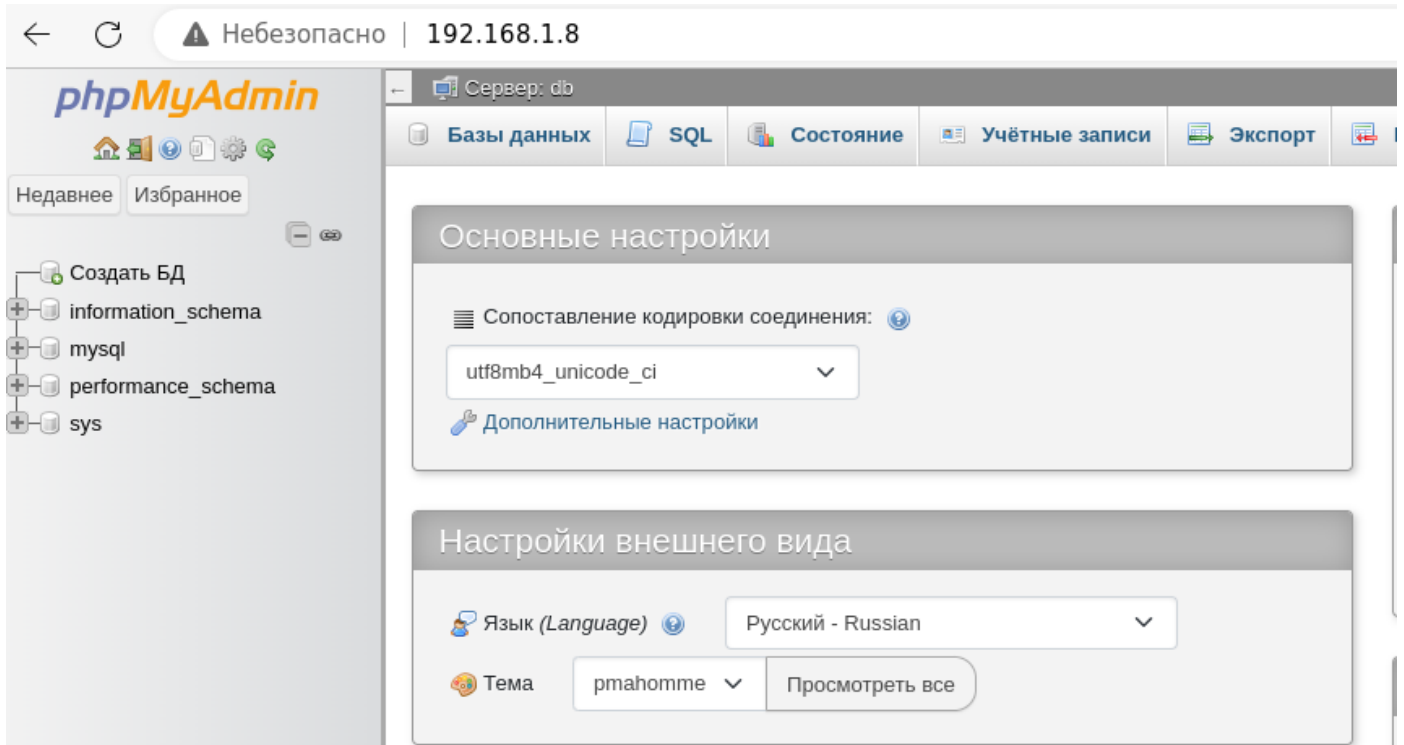 Небезопасно | 192.168.1.8
phpMyAdmin
Недавнее Избранное
Создать БД
information_schema
mysql
performance_schema
sys
Сервер: db
Базы данных SQL Состояние Учётные записи Экспорт
Основные настройки
Сопоставление кодировки соединения:
utf8mb4_unicode_ci
Дополнительные настройки
Настройки внешнего вида
Язык (Language) Русский - Russian
Тема pmahomme Просмотреть все